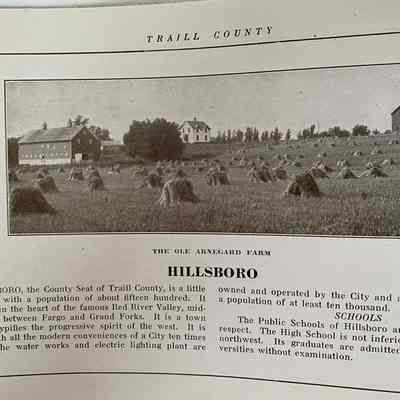 TRAILL COUNTY
THE OLE ARNEGARD FARM
HILLSBORO
BORO, the County Seat of Traill County, is a little
with a population of about fifteen hundred. It
in the heart of the famous Red River Valley, mid-
between Fargo and Grand Forks. It is a town
typifies the progressive spirit of the west. It is
th all the modern conveniences of a City ten times
he water works and electric lighting plant are
owned and operated by the City and a
a population of at least ten thousand.
SCHOOLS
The Public Schools of Hillsboro ar
respect. The High School is not inferio
northwest. Its graduates are admitted
versities without examination.